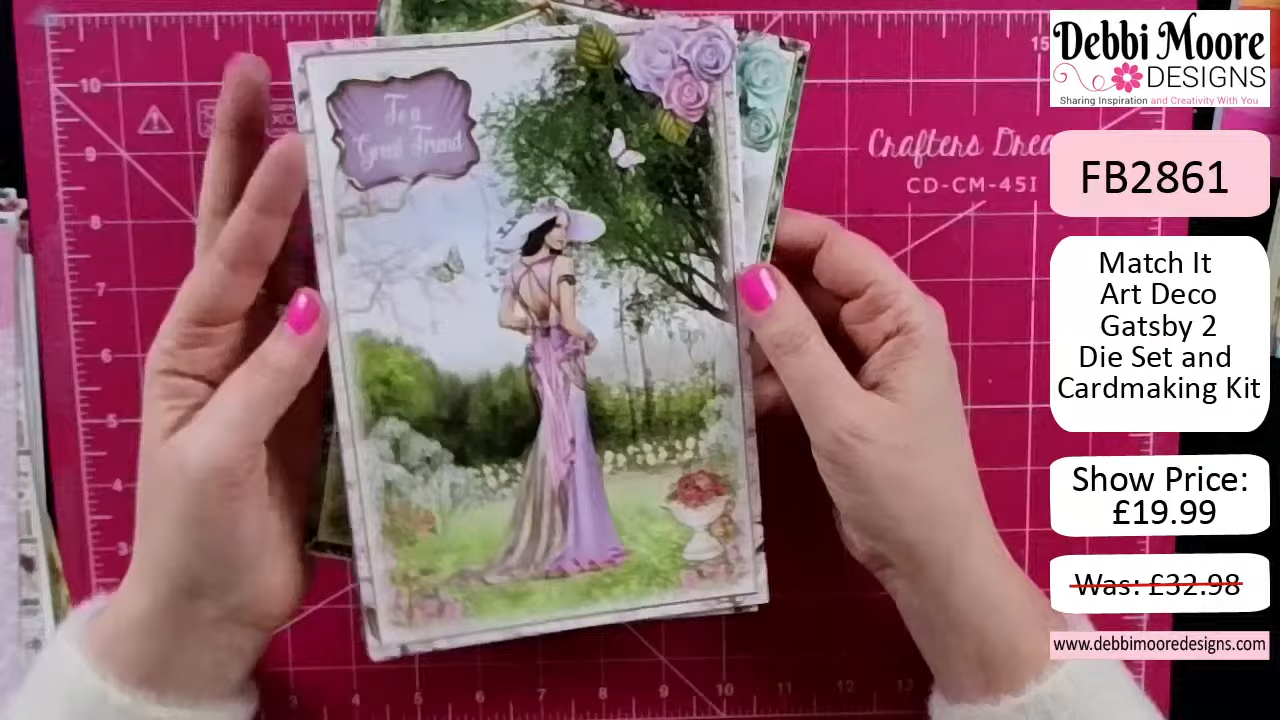 Debbi Moore
DESIGNS
Sharing Inspiration and Creativity With You
FB2861
Match It
Art Deco
Gatsby 2
Die Set and
Cardmaking Kit
Show Price:
£19.99
Was: £32.98
www.debbimooredesigns.com
To a
Great Friend
Crafters Drea
CD-CM-45I
15
10
9
8
7
6
5
4
3
3 4 7 8 9 10 11 12 13